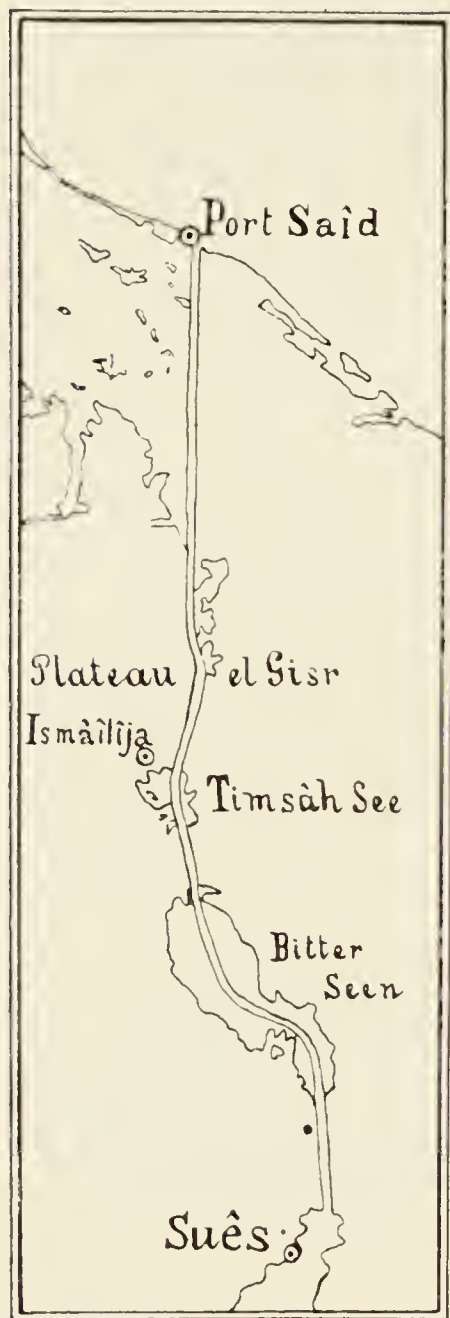 Port Saîd
Plateau el Gisr
Ismâîlîja
Timsàh See
Bitter
Seen
Suês